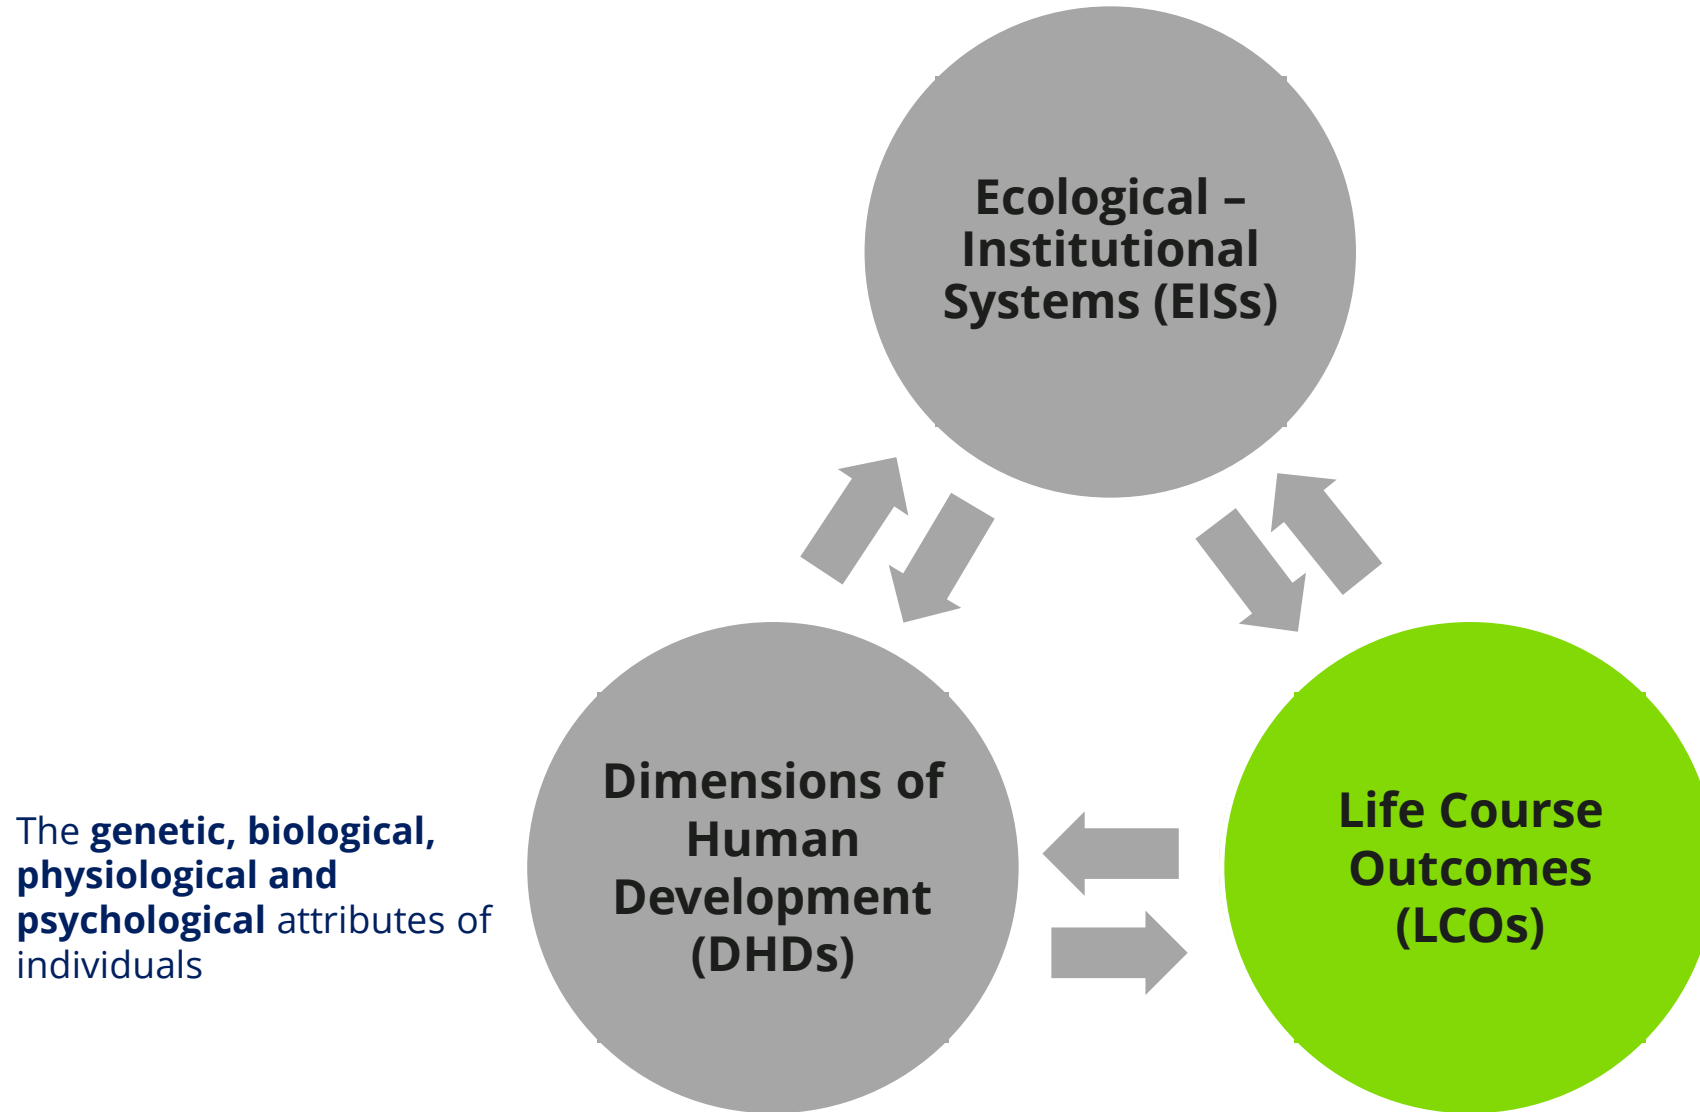 Ecological –
Institutional
Systems (EISs)
Dimensions of
Human
Development
(DHDs)
Life Course
Outcomes
(LCOs)
The genetic, biological,
physiological and
psychological attributes of
individuals